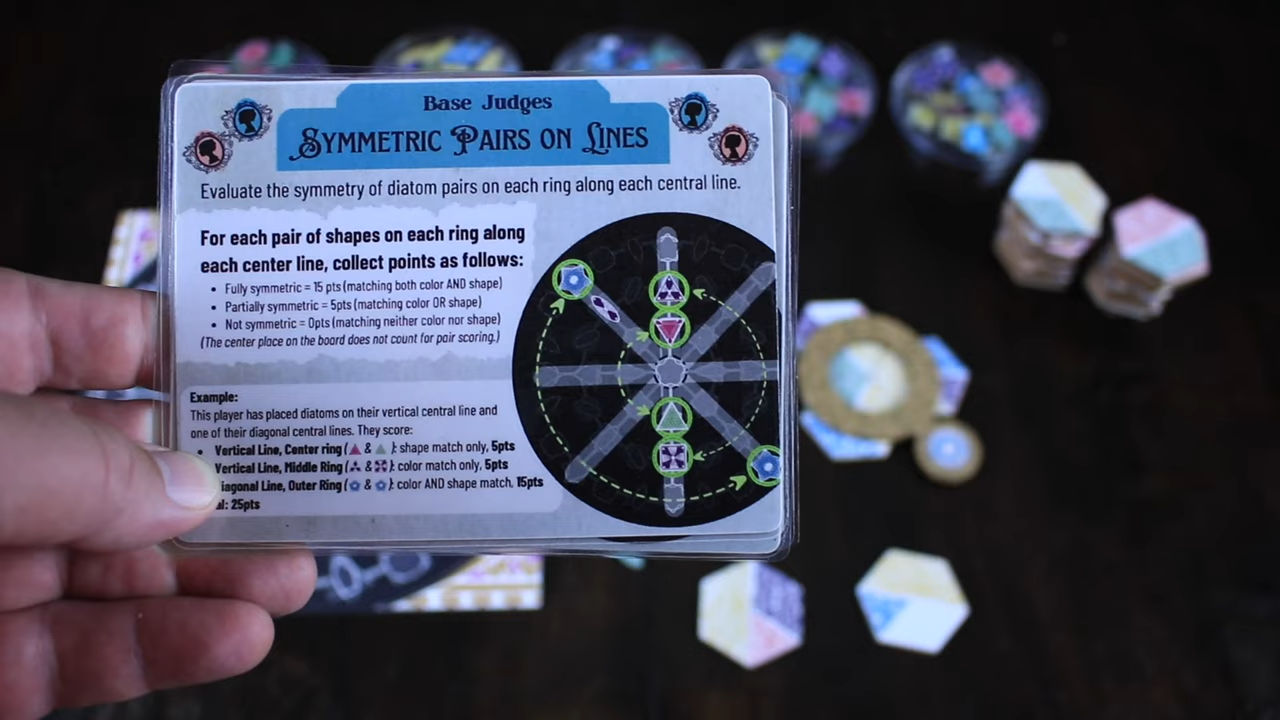 Base Judges
Symmetric Pairs on Lines
Evaluate the symmetry of diatom pairs on each ring along each central line.
For each pair of shapes on each ring along
each center line, collect points as follows:
• Fully symmetric = 15 pts (matching both color AND shape)
• Partially symmetric = 5pts (matching color OR shape)
• Not symmetric = 0pts (matching neither color nor shape)
(The center place on the board does not count for pair scoring.)
Example:
This player has placed diatoms on their vertical central line and
one of their diagonal central lines. They score:
• Vertical Line, Center ring ( & ): shape match only, 5pts
Vertical Line, Middle Ring ( & ): color match only, 5pts
iagonal Line, Outer Ring ( & ): color AND shape match, 15pts
al: 25pts